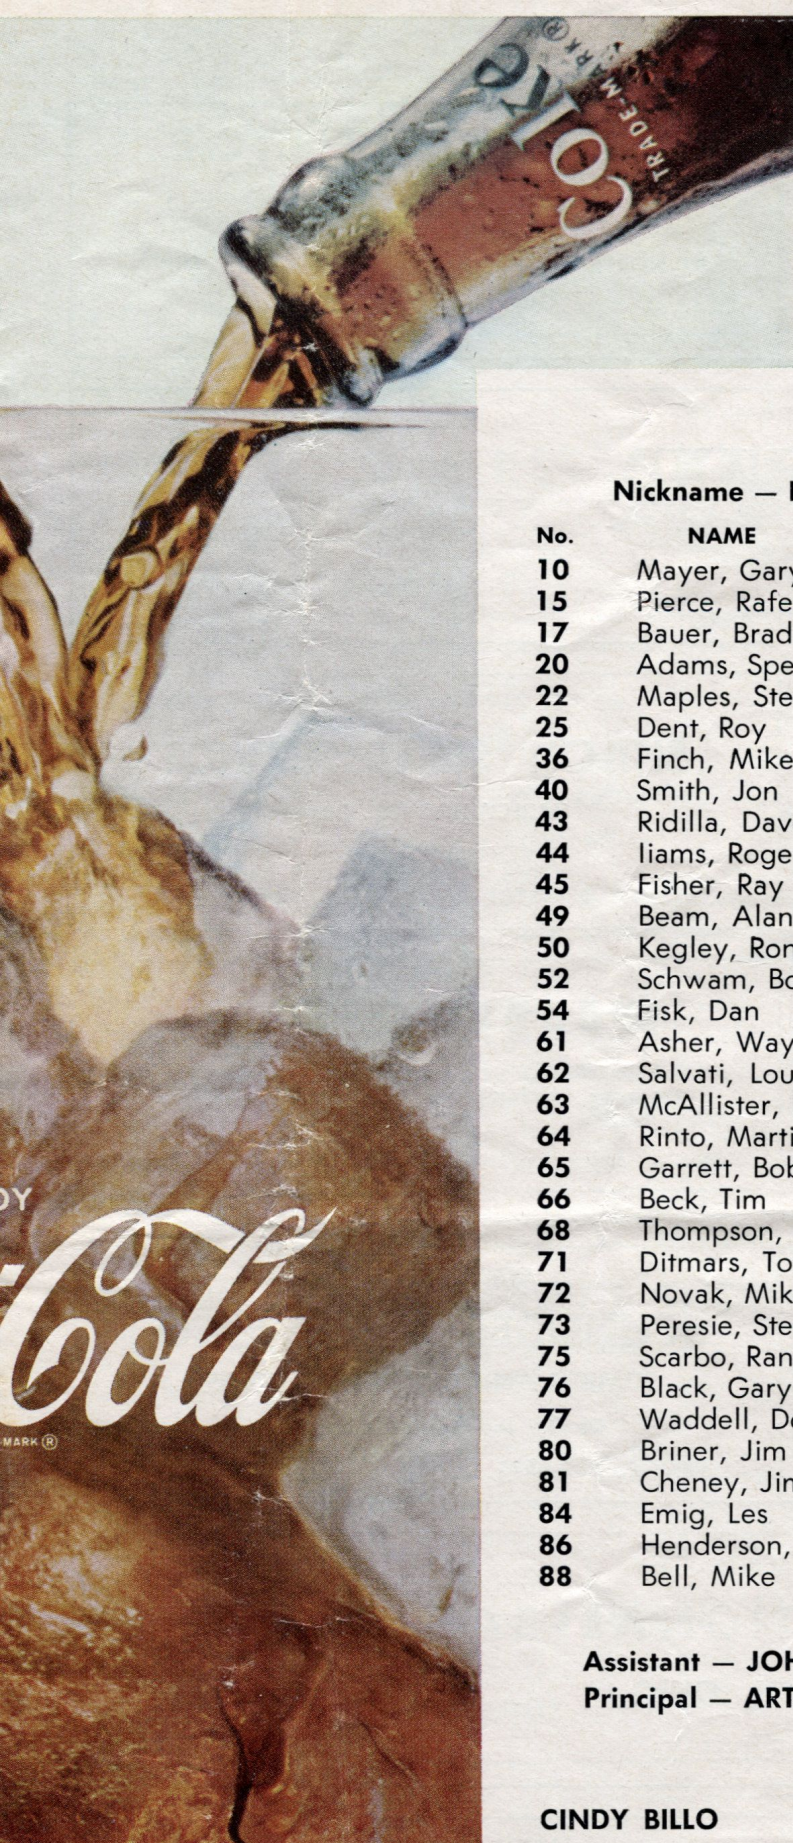 Coke
TRADE-MARK®
Nickname —
No. NAME
10 Mayer, Gary
15 Pierce, Rafe
17 Bauer, Brad
20 Adams, Spe
22 Maples, Ste
25 Dent, Roy
36 Finch, Mike
40 Smith, Jon
43 Ridilla, Dav
44 Iiams, Roge
45 Fisher, Ray
49 Beam, Alan
50 Kegley, Ron
52 Schwam, Bo
54 Fisk, Dan
61 Asher, Way
62 Salvati, Lou
63 McAllister,
64 Rinto, Marti
65 Garrett, Bob
66 Beck, Tim
68 Thompson,
71 Ditmars, To
72 Novak, Mik
73 Peresie, Ste
75 Scarbo, Ran
76 Black, Gary
77 Waddell, De
80 Briner, Jim
81 Cheney, Jim
84 Emig, Les
86 Henderson,
88 Bell, Mike
OY
-Cola
MARK ®
Assistant — JOH
Principal — ART
CINDY BILLO